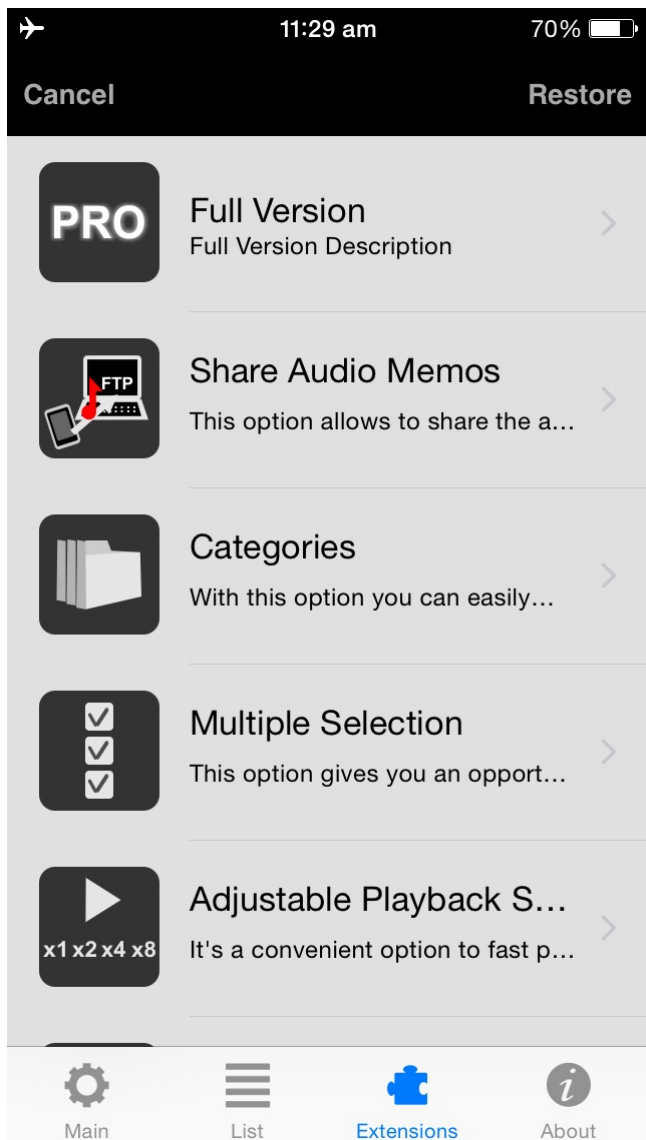 11:29 am 70%
Cancel Restore
PRO
Full Version
Full Version Description
FTP
Share Audio Memos
This option allows to share the a...
Categories
With this option you can easily...
Multiple Selection
This option gives you an opport...
Adjustable Playback S...
x1 x2 x4 x8
It's a convenient option to fast p...
Main List Extensions About